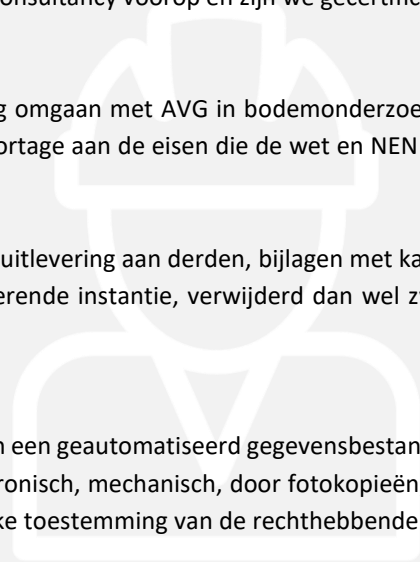 consultancy voorop en zijn we gecertific
g omgaan met AVG in bodemonderzoe
ortage aan de eisen die de wet en NEN
uitlevering aan derden, bijlagen met ka
erende instantie, verwijderd dan wel z
n een geautomatiseerd gegevensbestan
ronisch, mechanisch, door fotokopieën
ke toestemming van de rechthebbende